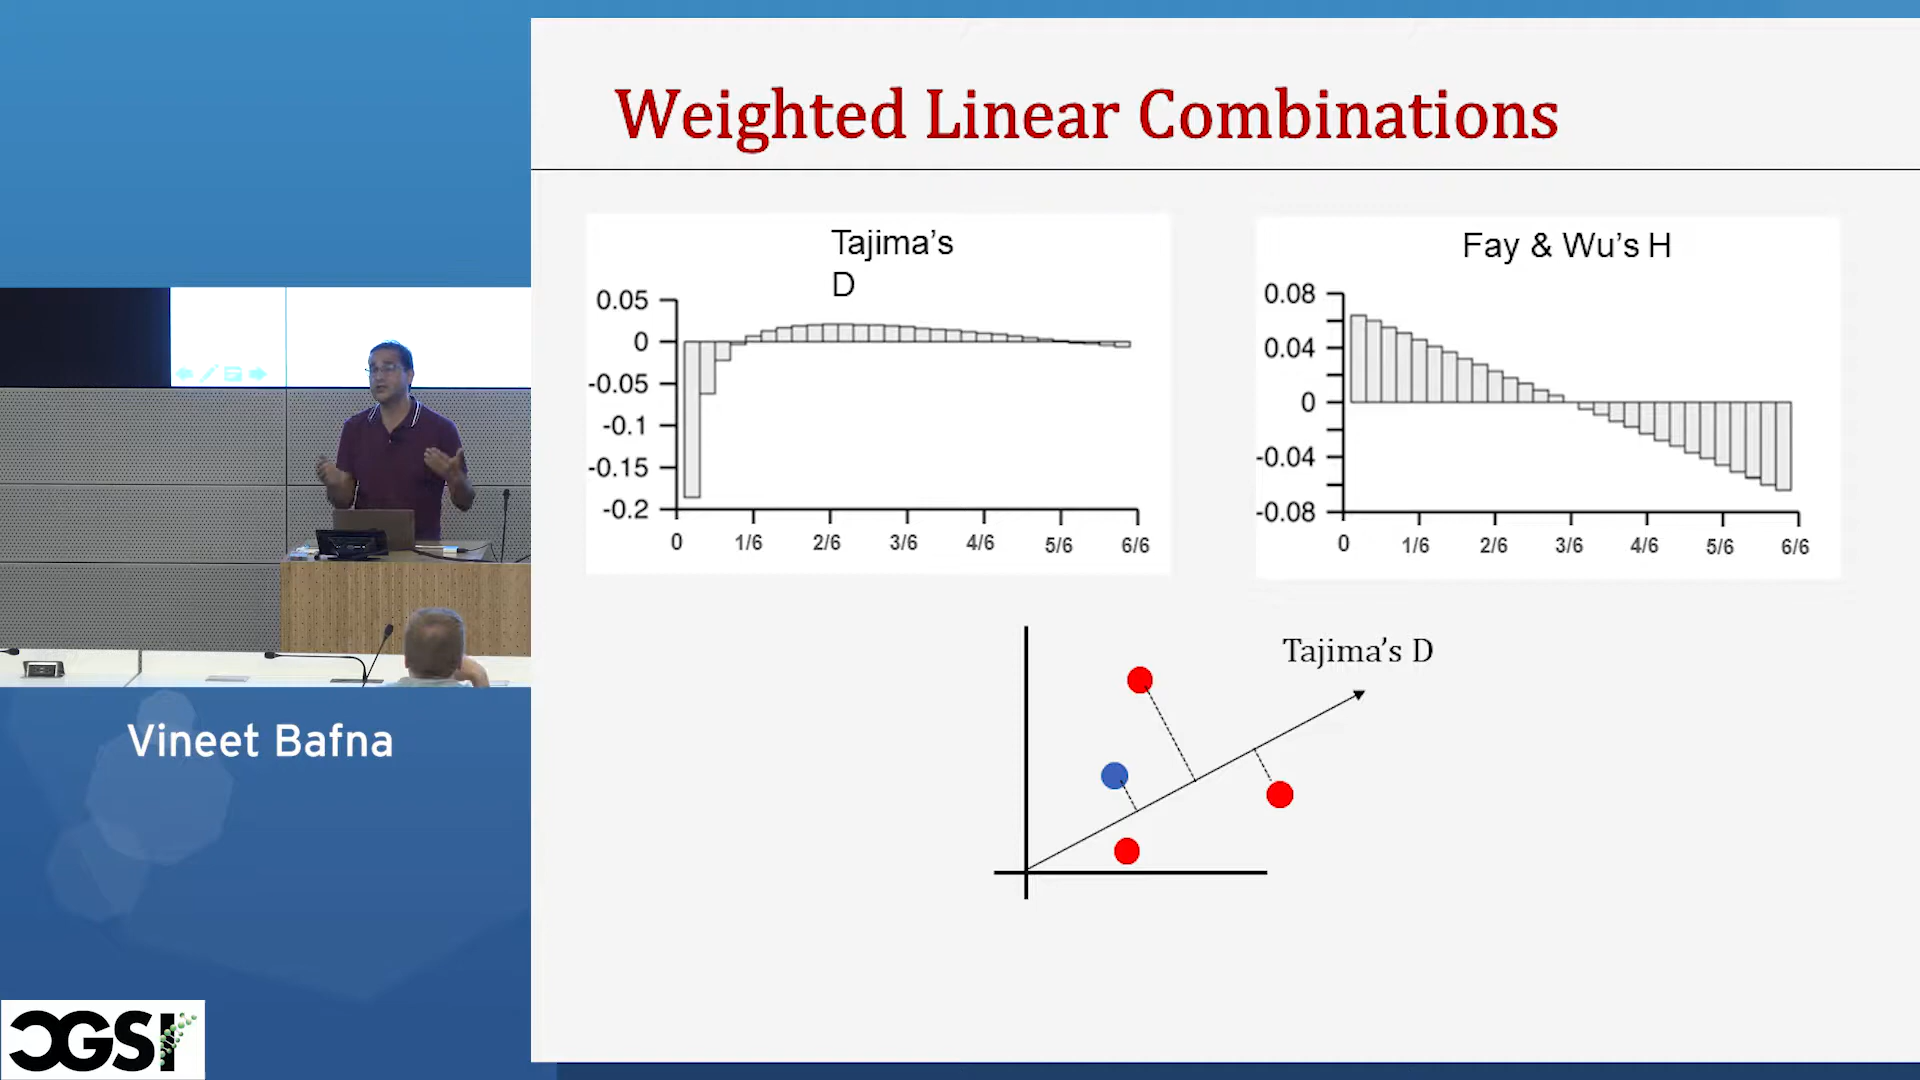 Weighted Linear Combinations
Tajima's
D
0.05
0
-0.05
-0.1
-0.15
-0.2
0 1/6 2/6 3/6 4/6 5/6 6/6
Fay & Wu's H
0.08
0.04
0
-0.04
-0.08
0 1/6 2/6 3/6 4/6 5/6 6/6
Tajima's D
Vineet Bafna
CGSI